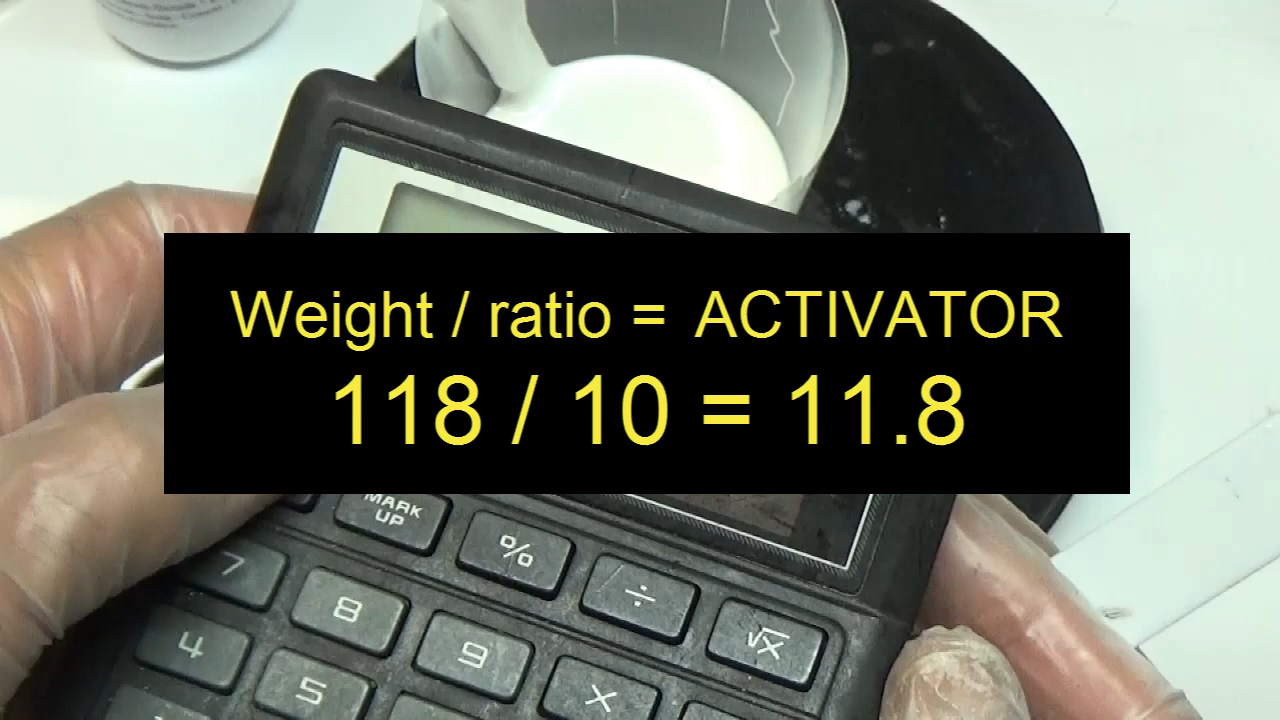 Weight / ratio = ACTIVATOR
118 / 10 = 11.8
MARK
UP
%
÷
√X
7
8
9
4
5
X